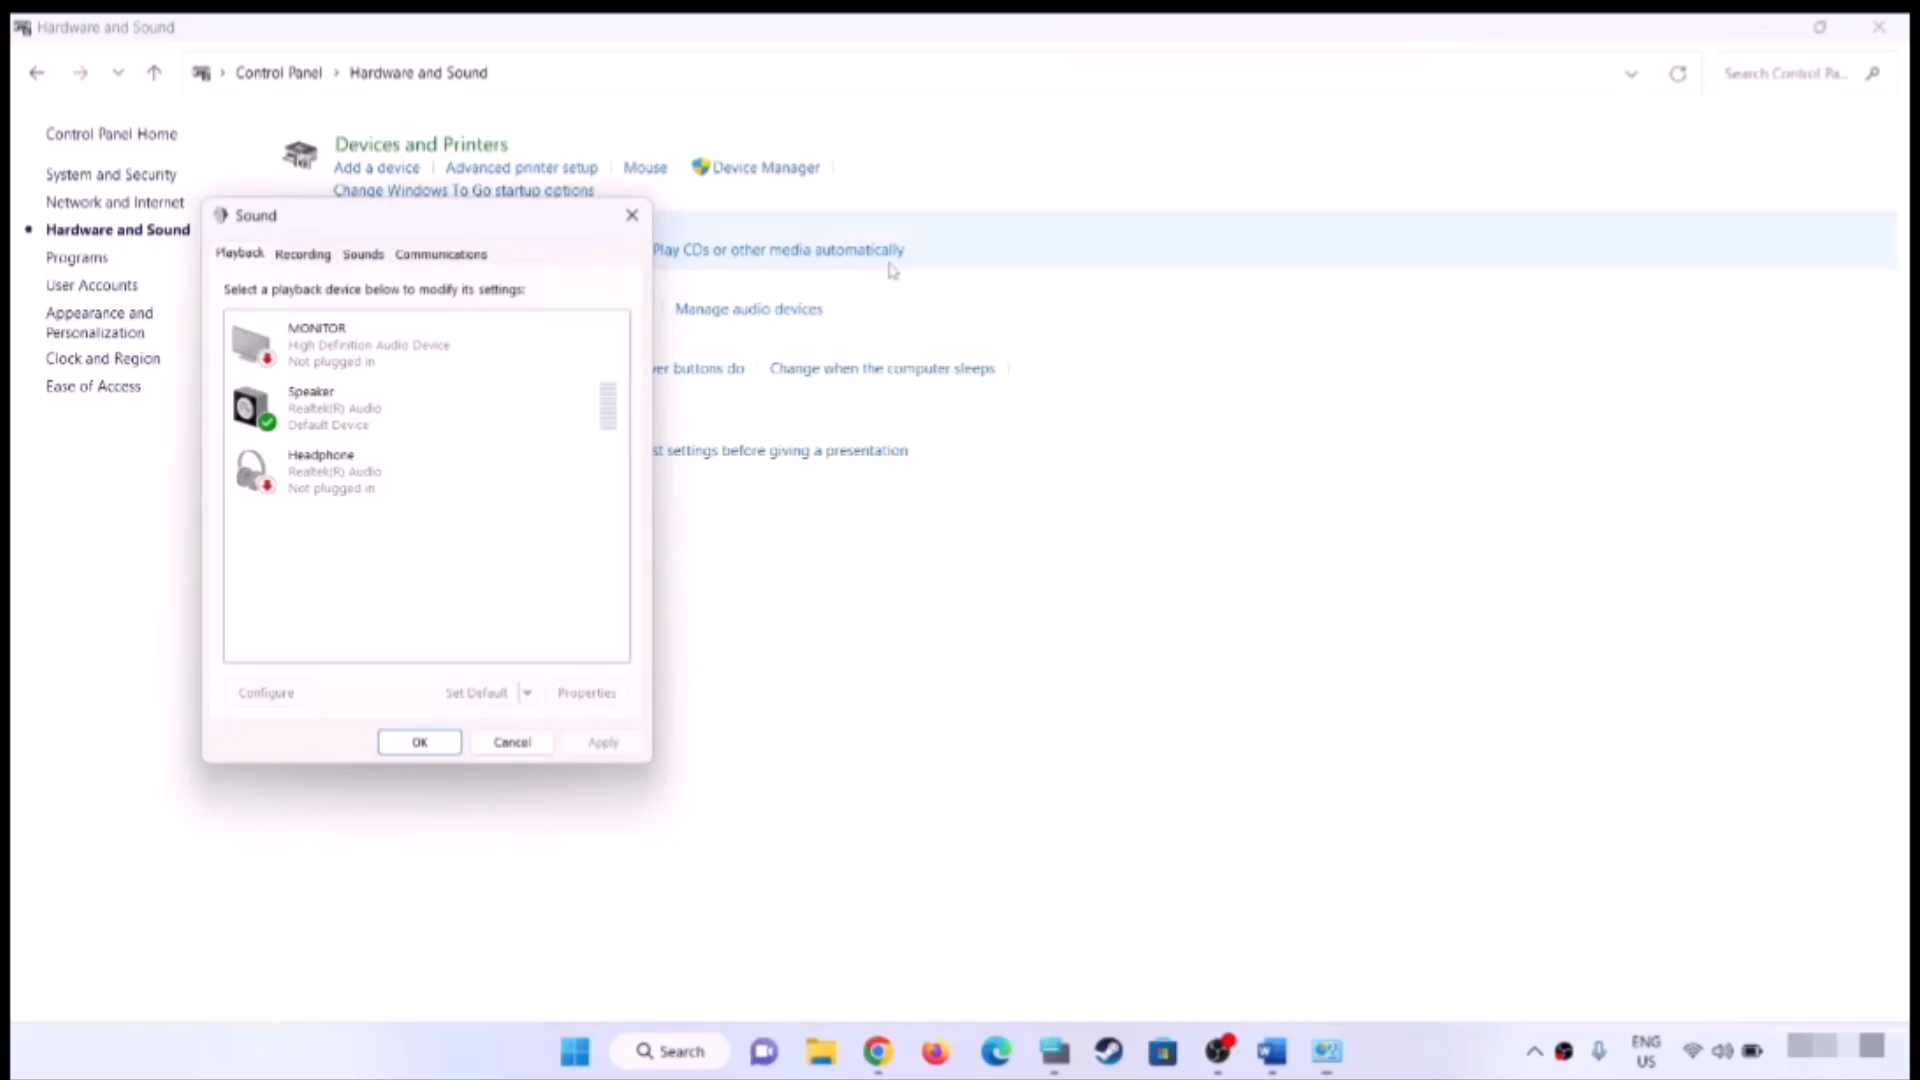 Hardware and Sound
Control Panel
Hardware and Sound
Search Control Pa...
Control Panel Home
System and Security
Network and Internet
Hardware and Sound
Programs
User Accounts
Appearance and
Personalization
Clock and Region
Ease of Access
Devices and Printers
Add a device
Advanced printer setup
Mouse
Device Manager
Change Windows To Go startup options
Play CDs or other media automatically
Manage audio devices
er buttons do
Change when the computer sleeps
st settings before giving a presentation
Sound
Playback
Recording
Sounds
Communications
Select a playback device below to modify its settings:
MONITOR
High Definition Audio Device
Not plugged in
Speaker
Realtek(R) Audio
Default Device
Headphone
Realtek(R) Audio
Not plugged in
Configure
Set Default
Properties
OK
Cancel
Apply
Search
ENG
US